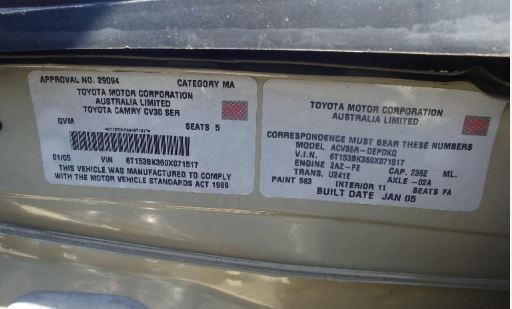 APPROVAL NO. 29094 CATEGORY MA
TOYOTA MOTOR CORPORATION
AUSTRALIA LIMITED
TOYOTA CAMRY CV30 SER
GVM SEATS 5
01/05 VIN 6T153BK360X071517
THIS VEHICLE WAS MANUFACTURED TO COMPLY
WITH THE MOTOR VEHICLE STANDARDS ACT 1989
TOYOTA MOTOR CORPORATION
AUSTRALIA LIMITED
CORRESPONDENCE MUST BEAR THESE NUMBERS
MODEL ACV36R-DEPDKQ
V.I.N. 6T153BK360X071517
ENGINE 2AZ-FE CAP. 2362 ML.
TRANS. U241E AXLE -02A
PAINT 583 INTERIOR 11 SEATS FA
BUILT DATE JAN 05